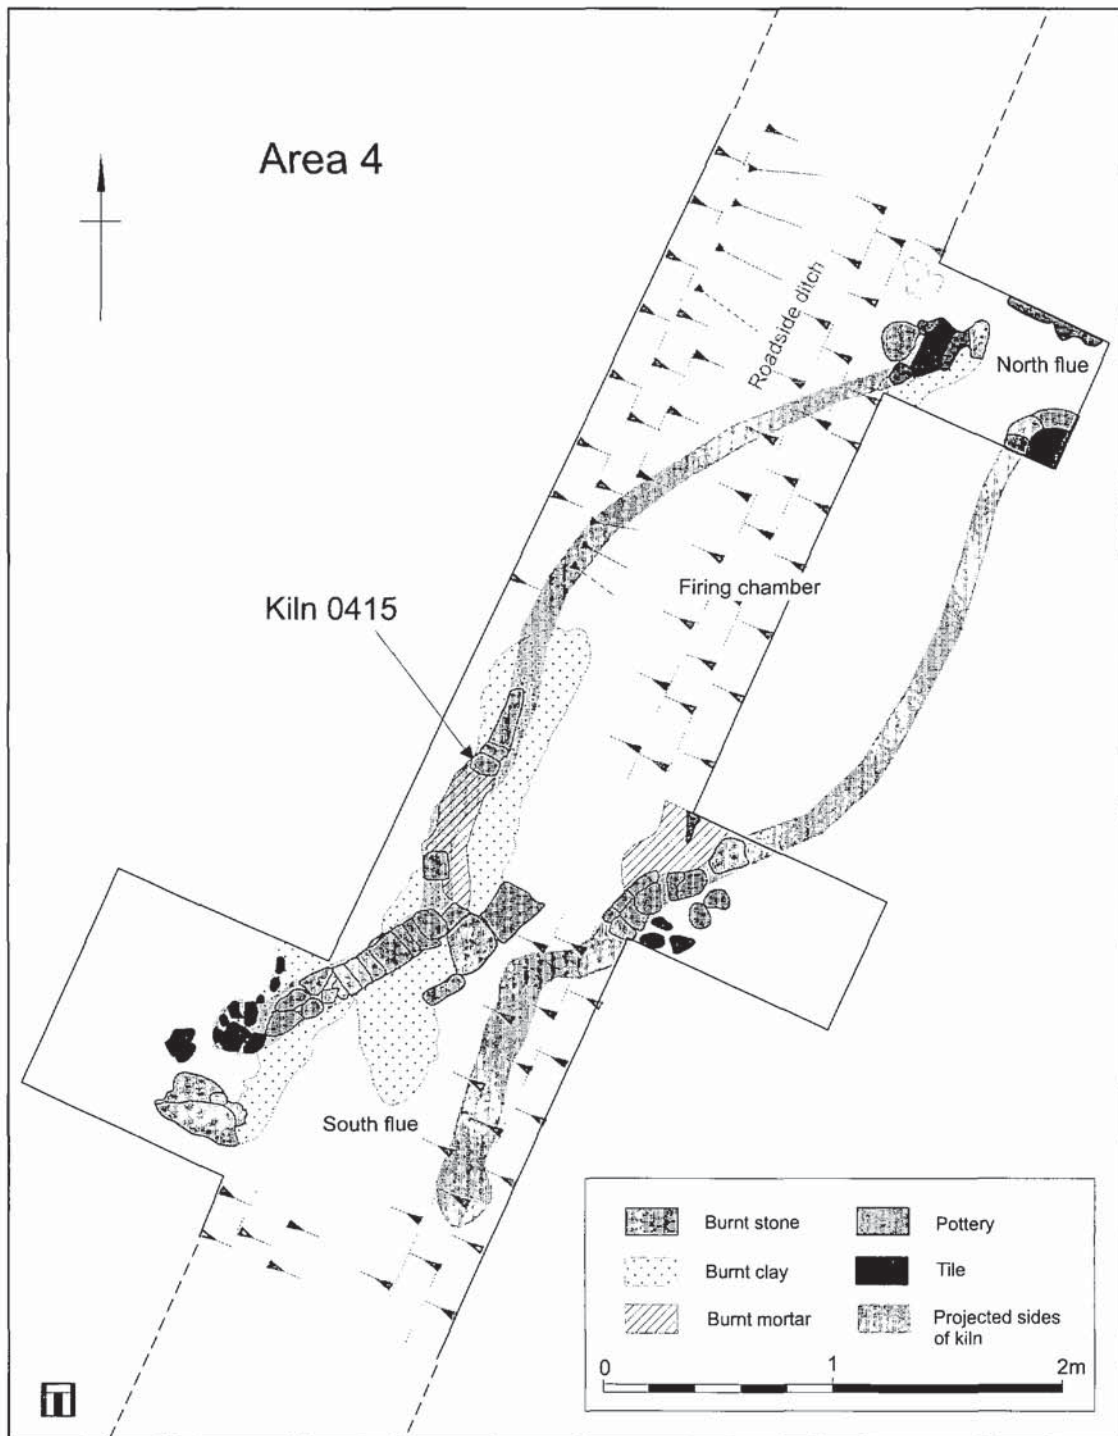 Area 4
Roadside ditch
North flue
Firing chamber
Kiln 0415
South flue
Burnt stone
Pottery
Burnt clay
Tile
Burnt mortar
Projected sides
of kiln
0
1
2m